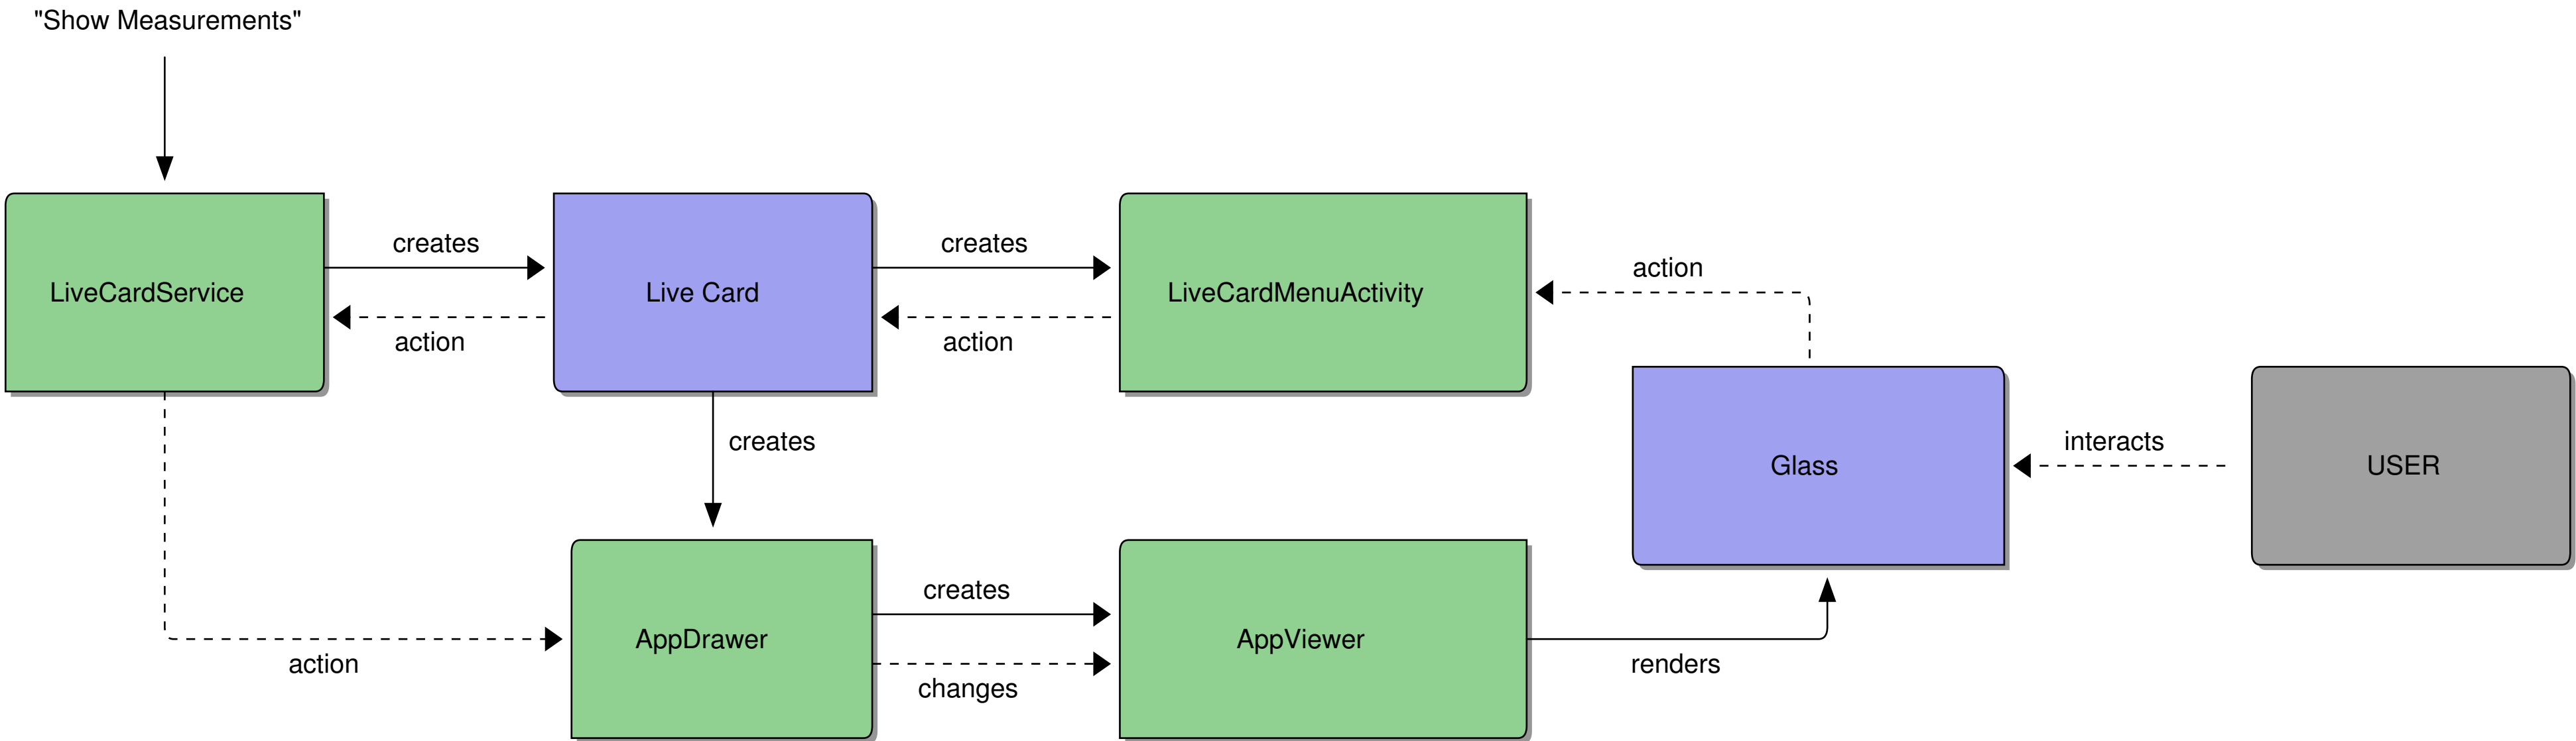 "Show Measurements"
creates
creates
LiveCardService
Live Card
LiveCardMenuActivity
action
action
action
creates
interacts
Glass
USER
creates
AppDrawer
AppViewer
action
changes
renders